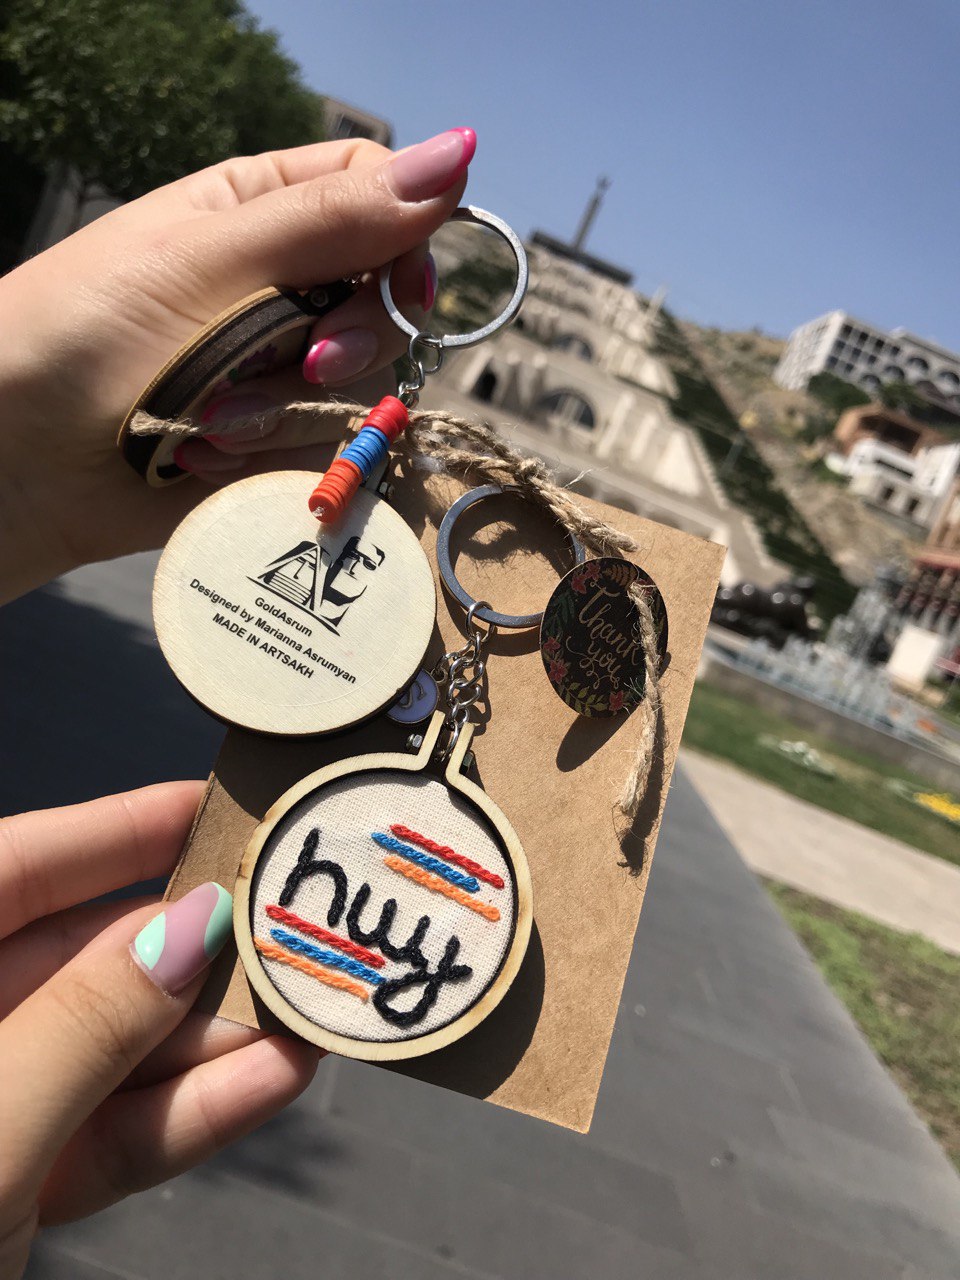 GoldAsrum
Designed by Marianna Asrumyan
MADE IN ARTSAKH
Thank
you
հայ